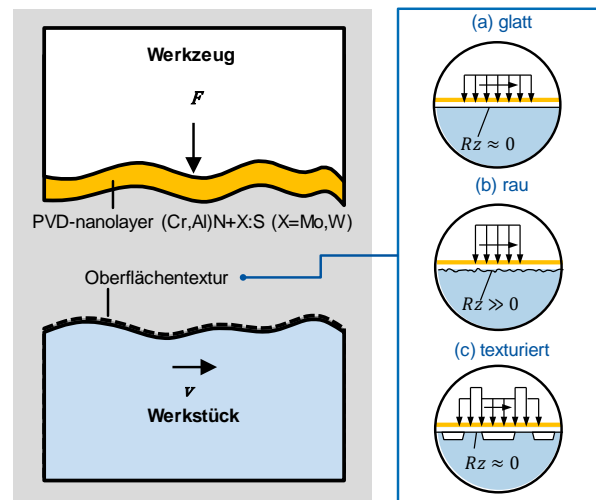 Werkzeug
F
PVD-nanolayer (Cr,Al)N+X:S (X=Mo,W)
Oberflächentextur
v
Werkstück
(a) glatt
Rz ≈ 0
(b) rau
Rz ≫ 0
(c) texturiert
Rz ≈ 0